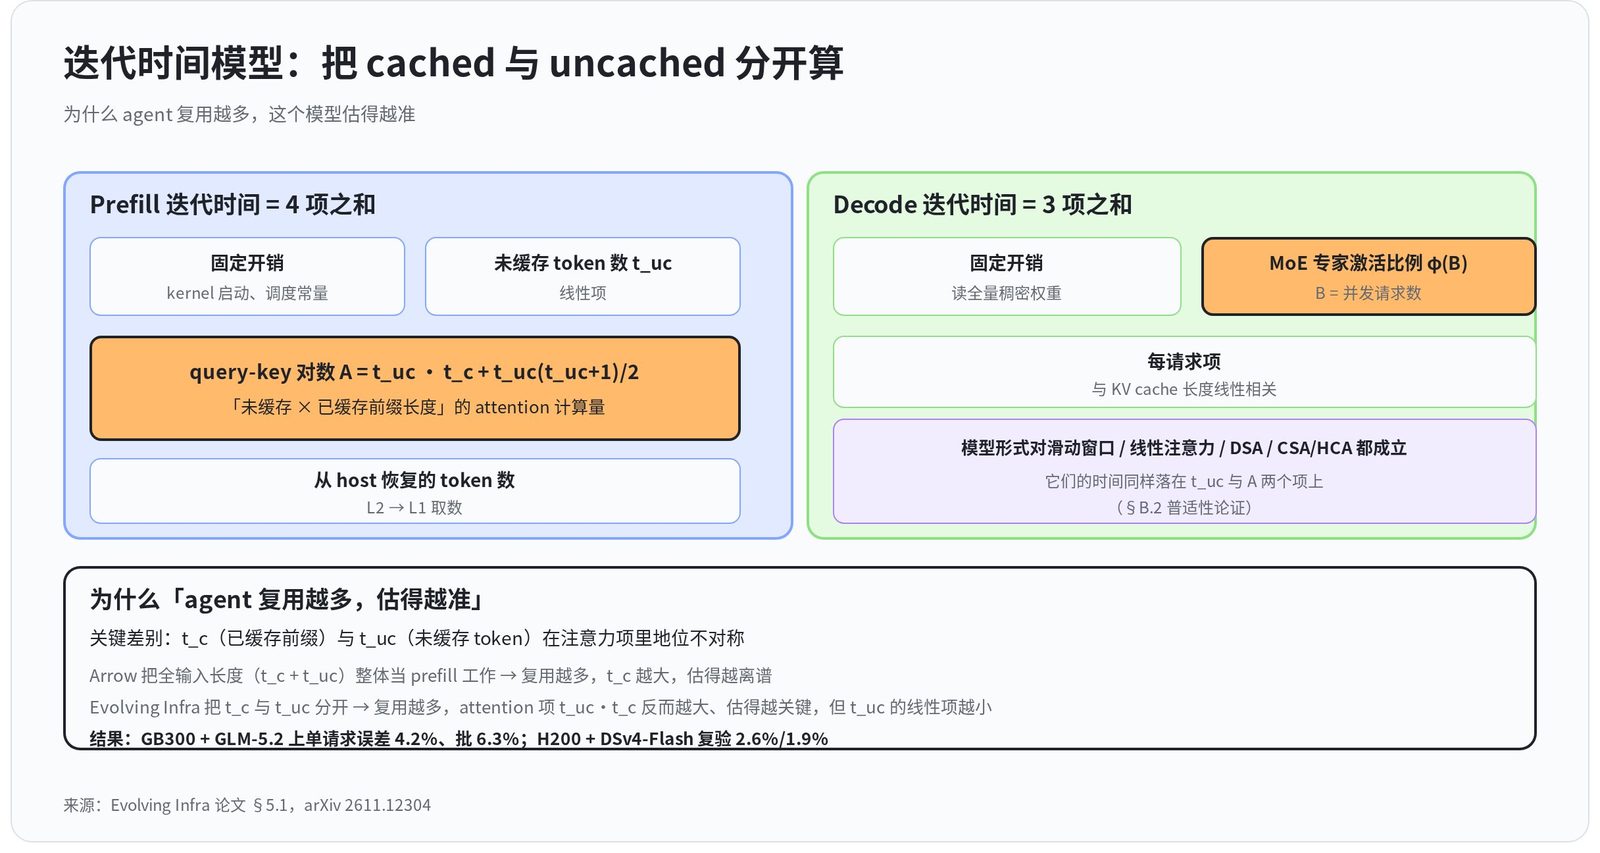 迭代时间模型：把 cached 与 uncached 分开算
为什么 agent 复用越多，这个模型估得越准
Prefill 迭代时间 = 4 项之和
固定开销
kernel 启动、调度常量
未缓存 token 数 t_uc
线性项
query-key 对数 A = t_uc · t_c + t_uc(t_uc+1)/2
「未缓存 × 已缓存前缀长度」的 attention 计算量
从 host 恢复的 token 数
L2 → L1 取数
Decode 迭代时间 = 3 项之和
固定开销
读全量稠密权重
MoE 专家激活比例 φ(B)
B = 并发请求数
每请求项
与 KV cache 长度线性相关
模型形式对滑动窗口 / 线性注意力 / DSA / CSA/HCA 都成立
它们的时间同样落在 t_uc 与 A 两个项上
（§B.2 普适性论证）
为什么「agent 复用越多，估得越准」
关键差别：t_c（已缓存前缀）与 t_uc（未缓存 token）在注意力项里地位不对称
Arrow 把全输入长度（t_c + t_uc）整体当 prefill 工作 → 复用越多，t_c 越大，估得越离谱
Evolving Infra 把 t_c 与 t_uc 分开 → 复用越多，attention 项 t_uc · t_c 反而越大、估得越关键，但 t_uc 的线性项越小
结果：GB300 + GLM-5.2 上单请求误差 4.2%、批 6.3%；H200 + DSv4-Flash 复验 2.6%/1.9%
来源：Evolving Infra 论文 §5.1，arXiv 2611.12304